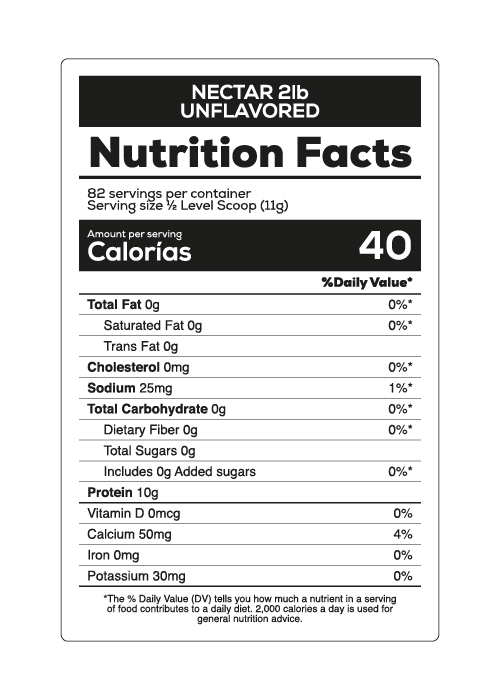 NECTAR 2lb
UNFLAVORED
Nutrition Facts
82 servings per container
Serving size ½ Level Scoop (11g)
Amount per serving
Calorías 40
%Daily Value*
Total Fat 0g 0%*
Saturated Fat 0g 0%*
Trans Fat 0g
Cholesterol 0mg 0%*
Sodium 25mg 1%*
Total Carbohydrate 0g 0%*
Dietary Fiber 0g 0%*
Total Sugars 0g
Includes 0g Added sugars 0%*
Protein 10g
Vitamin D 0mcg 0%
Calcium 50mg 4%
Iron 0mg 0%
Potassium 30mg 0%
*The % Daily Value (DV) tells you how much a nutrient in a serving
of food contributes to a daily diet. 2,000 calories a day is used for
general nutrition advice.